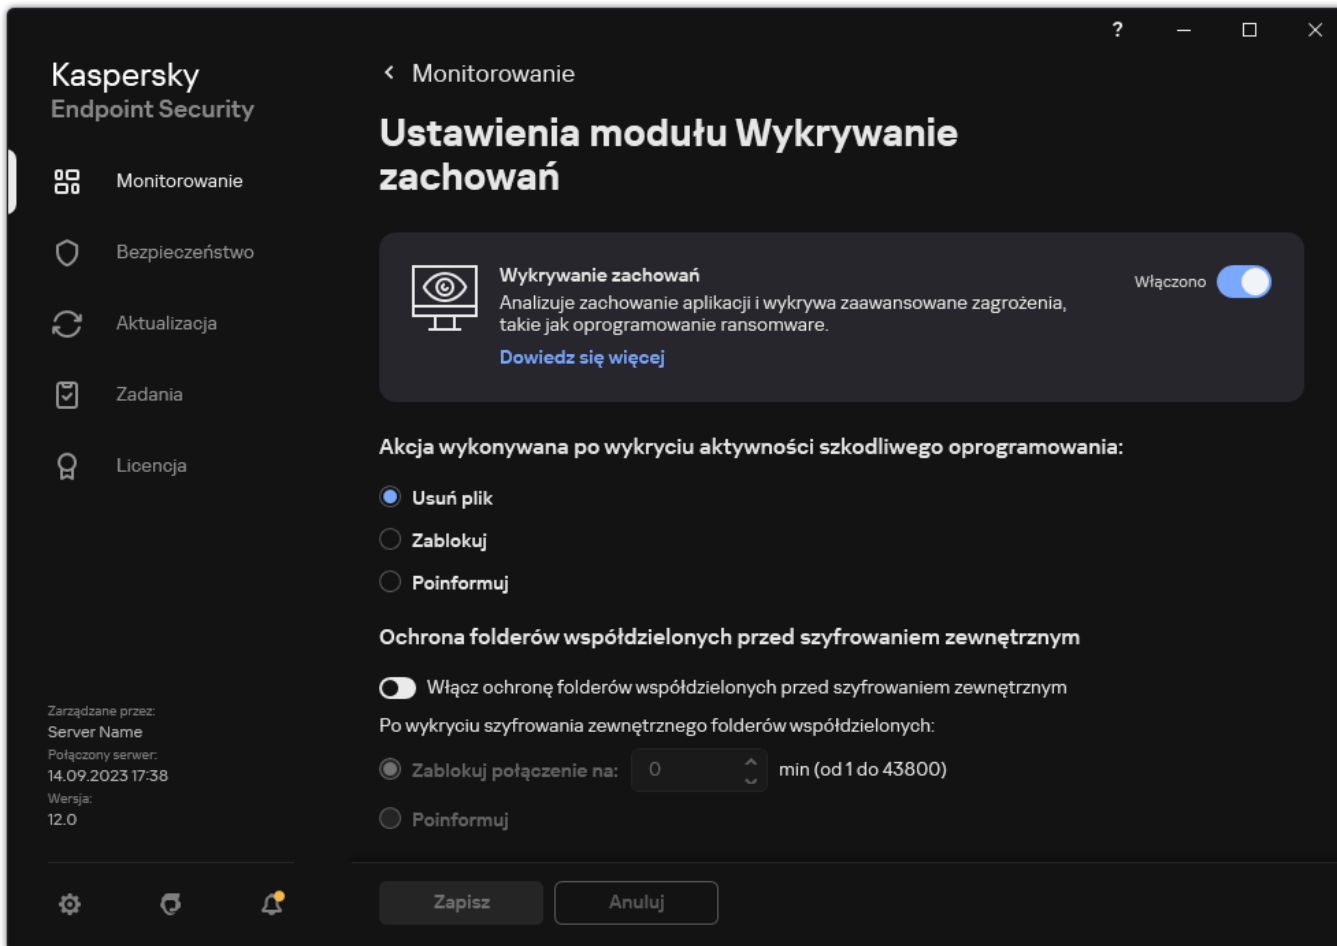 ?
Kaspersky
Endpoint Security
Monitorowanie
Bezpieczeństwo
Aktualizacja
Zadania
Licencja
Zarządzane przez:
Server Name
Połączony serwer:
14.09.2023 17:38
Wersja:
12.0
Monitorowanie
Ustawienia modułu Wykrywanie
zachowań
Wykrywanie zachowań
Analizuje zachowanie aplikacji i wykrywa zaawansowane zagrożenia,
takie jak oprogramowanie ransomware.
Dowiedz się więcej
Włączono
Akcja wykonywana po wykryciu aktywności szkodliwego oprogramowania:
Usuń plik
Zablokuj
Poinformuj
Ochrona folderów współdzielonych przed szyfrowaniem zewnętrznym
Włącz ochronę folderów współdzielonych przed szyfrowaniem zewnętrznym
Po wykryciu szyfrowania zewnętrznego folderów współdzielonych:
Zablokuj połączenie na: 0 min (od 1 do 43800)
Poinformuj
Zapisz Anuluj